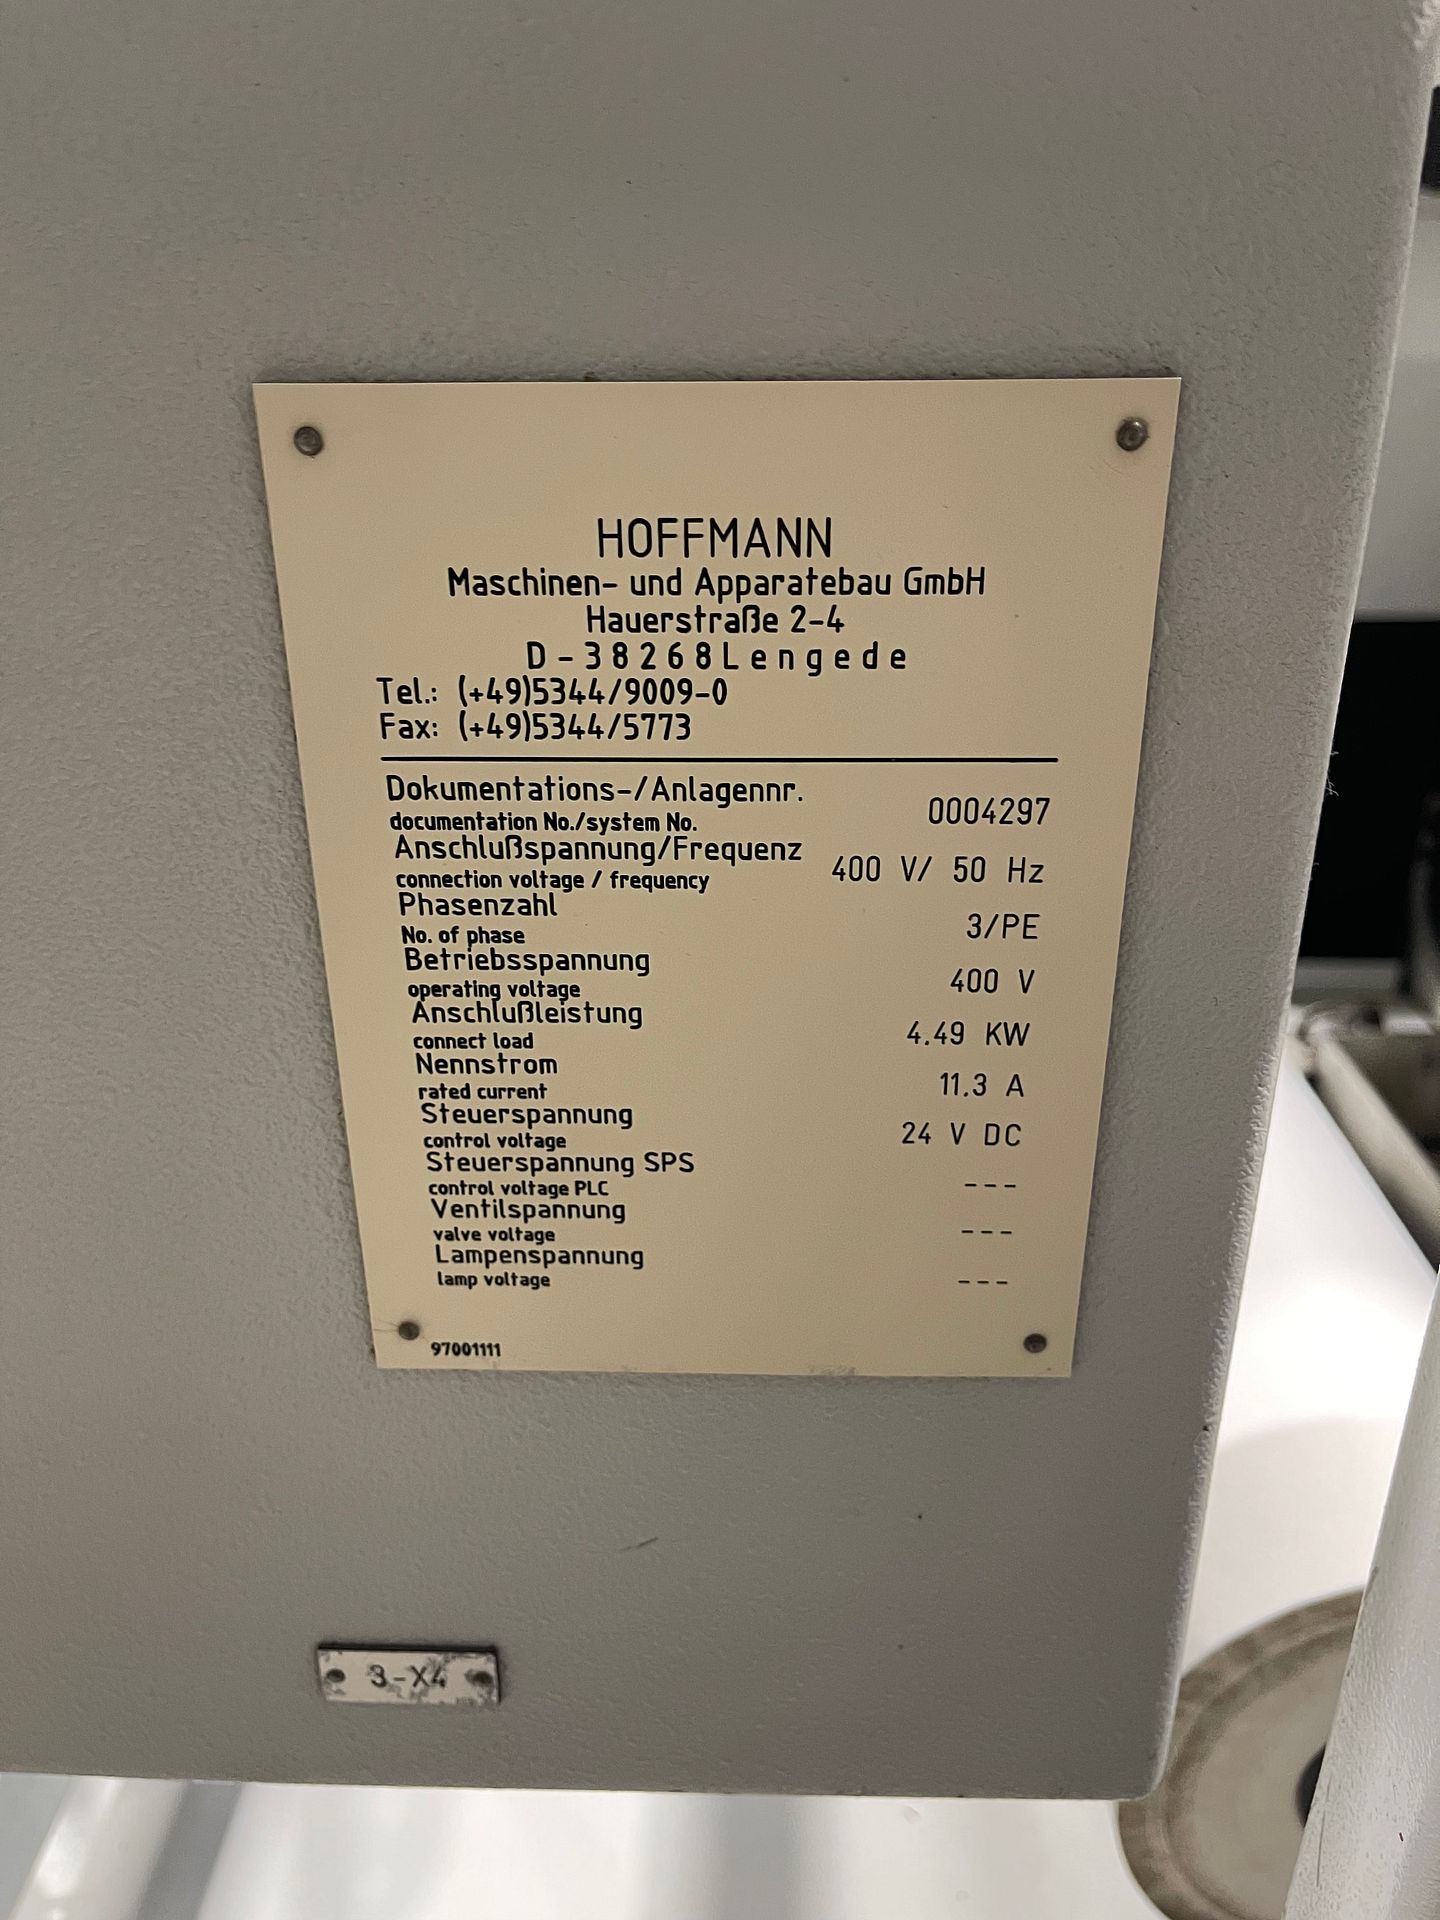 HOFFMANN
Maschinen- und Apparatebau GmbH
Hauerstraße 2-4
D-38268Lengede
Tel.: (+49)5344/9009-0
Fax: (+49)5344/5773
Dokumentations-/Anlagennr.
documentation No./system No. 0004297
Anschlußspannung/Frequenz
connection voltage / frequency 400 V/ 50 Hz
Phasenzahl
No. of phase 3/PE
Betriebsspannung
operating voltage 400 V
Anschlußleistung
connect load 4.49 KW
Nennstrom
rated current 11.3 A
Steuerspannung
control voltage 24 V DC
Steuerspannung SPS
control voltage PLC ---
Ventilspannung
valve voltage ---
Lampenspannung
lamp voltage ---
97001111
3-X4